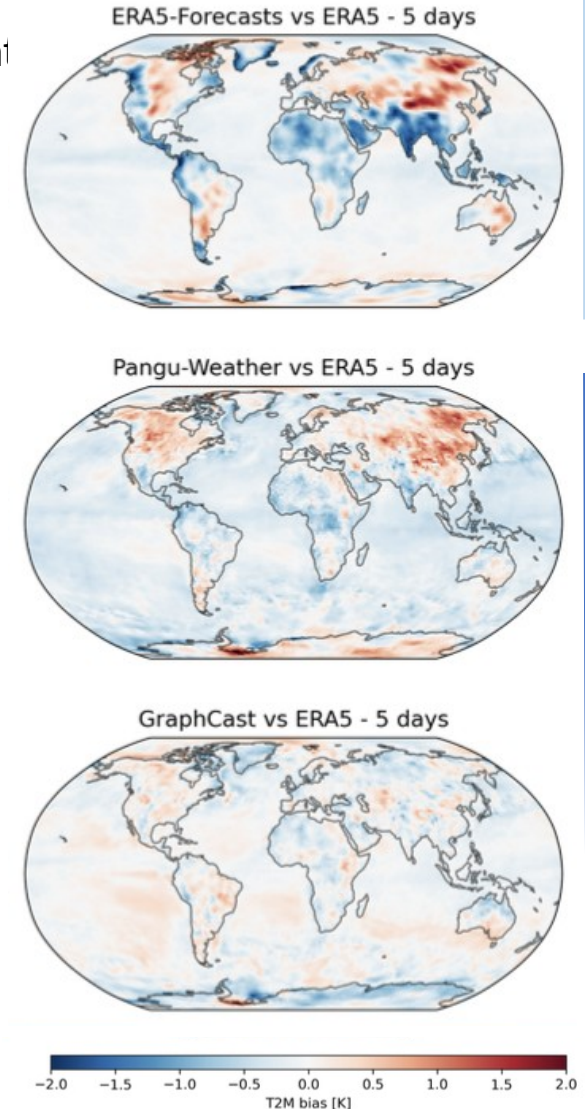 ERA5-Forecasts vs ERA5 - 5 days
Pangu-Weather vs ERA5 - 5 days
GraphCast vs ERA5 - 5 days
−2.0 −1.5 −1.0 −0.5 0.0 0.5 1.0 1.5 2.0
T2M bias [K]